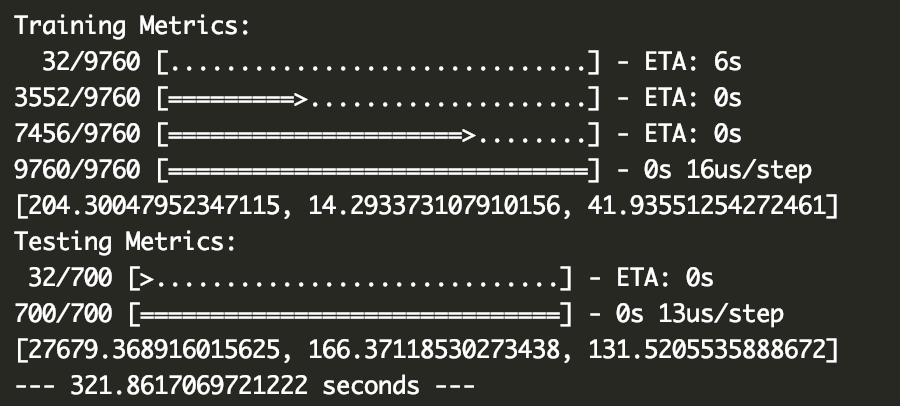 Training Metrics:
32/9760 [..............................] - ETA: 6s
3552/9760 [=========>....................] - ETA: 0s
7456/9760 [=====================>........] - ETA: 0s
9760/9760 [==============================] - 0s 16us/step
[204.30047952347115, 14.293373107910156, 41.93551254272461]
Testing Metrics:
32/700 [>.............................] - ETA: 0s
700/700 [==============================] - 0s 13us/step
[27679.368916015625, 166.37118530273438, 131.5205535888672]
--- 321.8617069721222 seconds ---